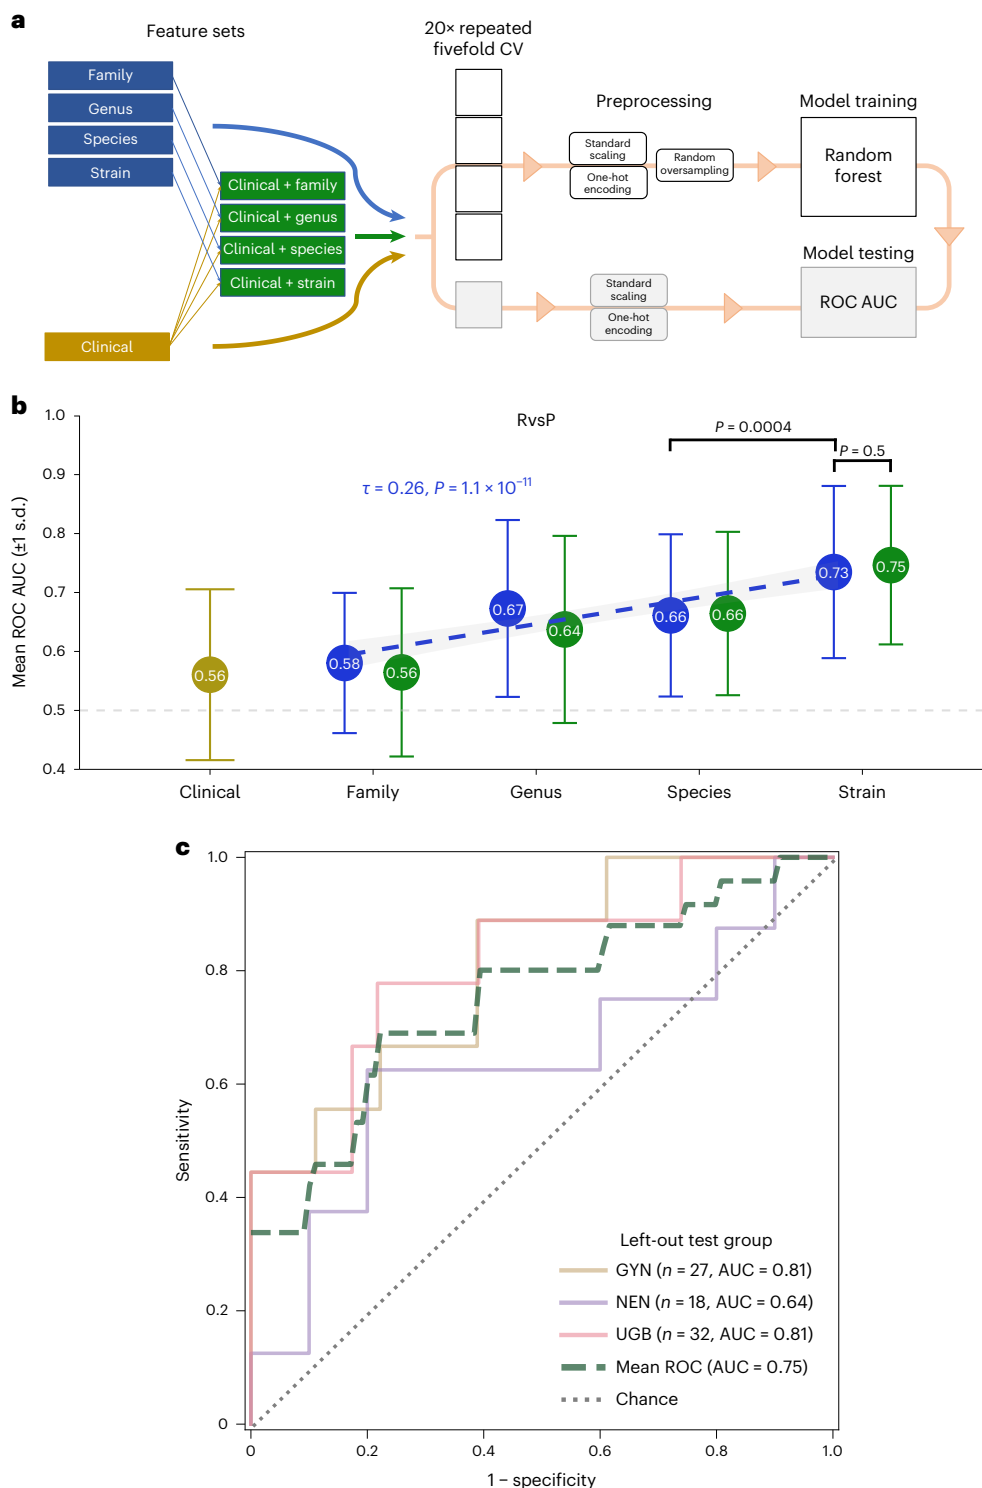 a
Feature sets
Family
Genus
Species
Strain
Clinical + family
Clinical + genus
Clinical + species
Clinical + strain
Clinical
20× repeated
fivefold CV
Preprocessing
Standard
scaling
One-hot
encoding
Random
oversampling
Model training
Random
forest
Standard
scaling
One-hot
encoding
Model testing
ROC AUC
b
RvsP
Mean ROC AUC (±1 s.d.)
1.0
0.9
0.8
0.7
0.6
0.5
0.4
τ = 0.26, P = 1.1 × 10⁻¹¹
P = 0.0004
P = 0.5
0.56
0.58
0.56
0.67
0.64
0.66
0.66
0.73
0.75
Clinical
Family
Genus
Species
Strain
c
Sensitivity
1.0
0.8
0.6
0.4
0.2
0
Left-out test group
GYN (n = 27, AUC = 0.81)
NEN (n = 18, AUC = 0.64)
UGB (n = 32, AUC = 0.81)
Mean ROC (AUC = 0.75)
Chance
0
0.2
0.4
0.6
0.8
1.0
1 – specificity